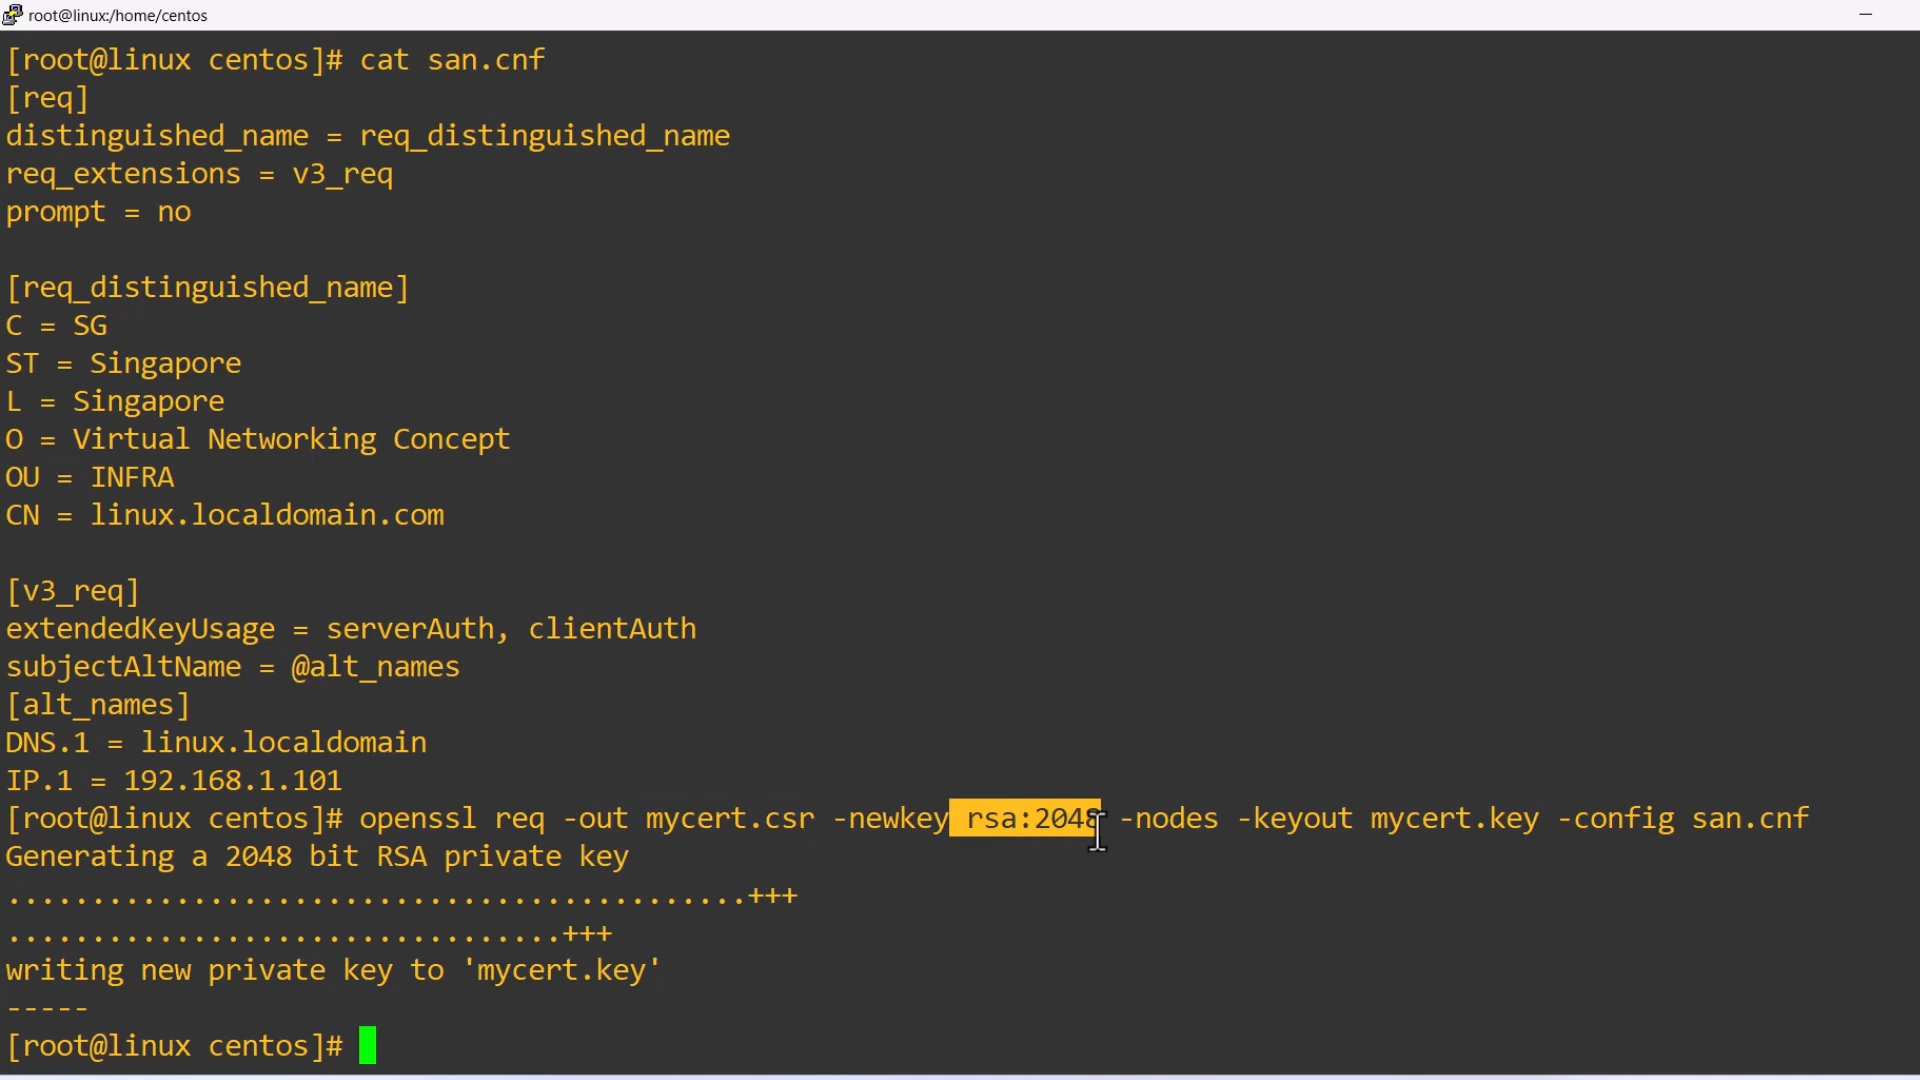 root@linux:/home/centos
[root@linux centos]# cat san.cnf
[req]
distinguished_name = req_distinguished_name
req_extensions = v3_req
prompt = no
[req_distinguished_name]
C = SG
ST = Singapore
L = Singapore
O = Virtual Networking Concept
OU = INFRA
CN = linux.localdomain.com
[v3_req]
extendedKeyUsage = serverAuth, clientAuth
subjectAltName = @alt_names
[alt_names]
DNS.1 = linux.localdomain
IP.1 = 192.168.1.101
[root@linux centos]# openssl req -out mycert.csr -newkey rsa:2048 -nodes -keyout mycert.key -config san.cnf
Generating a 2048 bit RSA private key
............................................+++
.................................+++
writing new private key to 'mycert.key'
-----
[root@linux centos]#